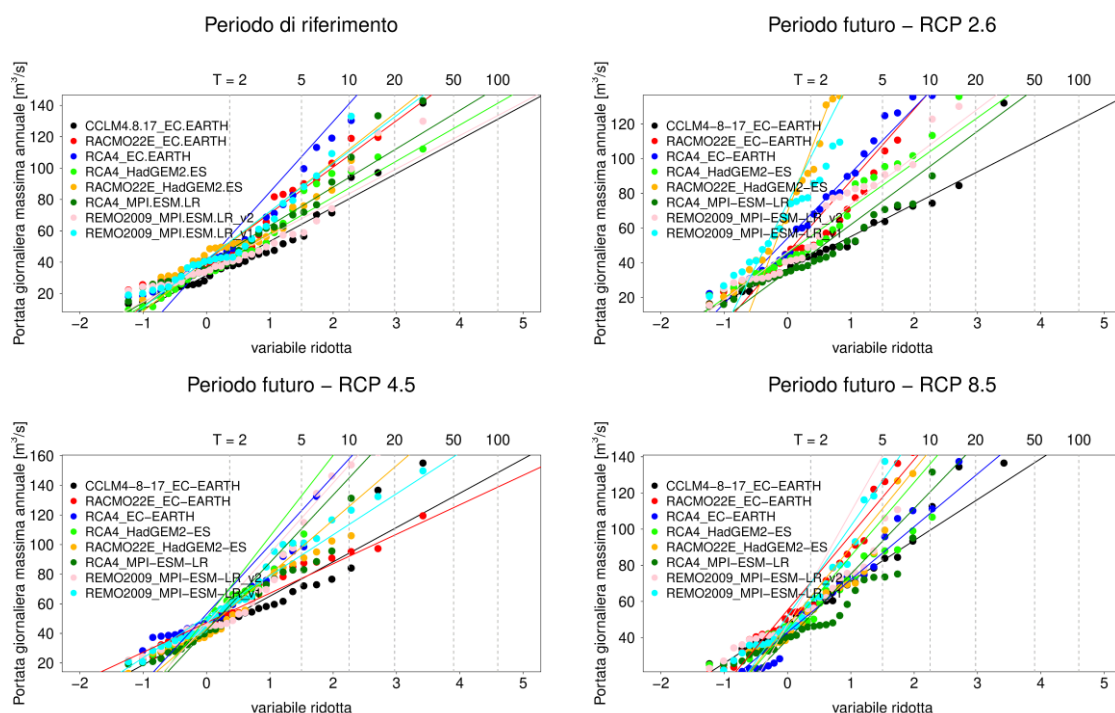 Periodo di riferimento
T = 2 5 10 20 50 100
Portata giornaliera massima annuale [m³/s]
140
120
100
80
60
40
20
CCLM4.8.17_EC.EARTH
RACMO22E_EC.EARTH
RCA4_EC.EARTH
RCA4_HadGEM2.ES
RACMO22E_HadGEM2.ES
RCA4_MPI.ESM.LR
REMO2009_MPI.ESM.LR_v2
REMO2009_MPI.ESM.LR_v1
−2 −1 0 1 2 3 4 5
variabile ridotta
Periodo futuro − RCP 2.6
T = 2 5 10 20 50 100
Portata giornaliera massima annuale [m³/s]
120
100
80
60
40
20
CCLM4−8−17_EC−EARTH
RACMO22E_EC−EARTH
RCA4_EC−EARTH
RCA4_HadGEM2−ES
RACMO22E_HadGEM2−ES
RCA4_MPI−ESM−LR
REMO2009_MPI−ESM−LR_v2
REMO2009_MPI−ESM−LR
−2 −1 0 1 2 3 4 5
variabile ridotta
Periodo futuro − RCP 4.5
T = 2 5 10 20 50 100
Portata giornaliera massima annuale [m³/s]
160
140
120
100
80
60
40
20
CCLM4−8−17_EC−EARTH
RACMO22E_EC−EARTH
RCA4_EC−EARTH
RCA4_HadGEM2−ES
RACMO22E_HadGEM2−ES
RCA4_MPI−ESM−LR
REMO2009_MPI−ESM−LR_v2
REMO2009_MPI−ESM−LR_v1
−2 −1 0 1 2 3 4 5
variabile ridotta
Periodo futuro − RCP 8.5
T = 2 5 10 20 50 100
Portata giornaliera massima annuale [m³/s]
140
120
100
80
60
40
CCLM4−8−17_EC−EARTH
RACMO22E_EC−EARTH
RCA4_EC−EARTH
RCA4_HadGEM2−ES
RACMO22E_HadGEM2−ES
RCA4_MPI−ESM−LR
REMO2009_MPI−ESM−LR_v2
REMO2009_MPI−ESM−LR
−2 −1 0 1 2 3 4 5
variabile ridotta